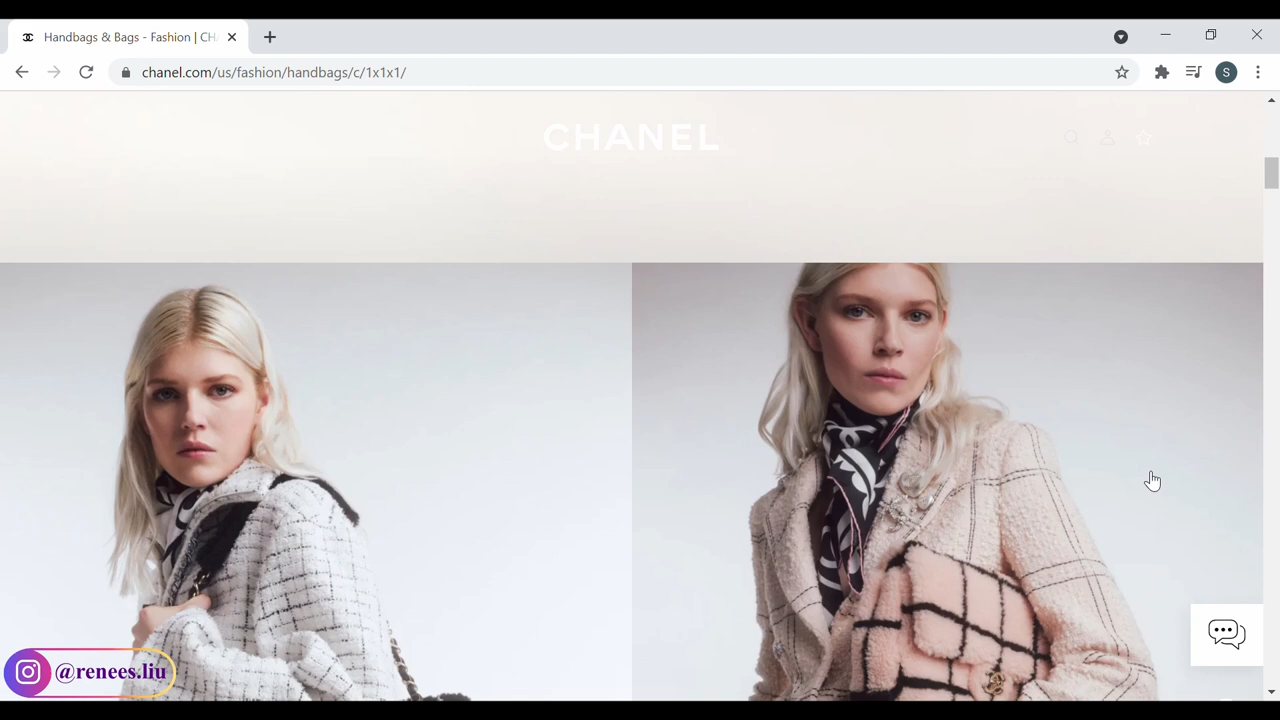 Handbags & Bags - Fashion | CH
chanel.com/us/fashion/handbags/c/1x1x1/
S
CHANEL
@renees.liu